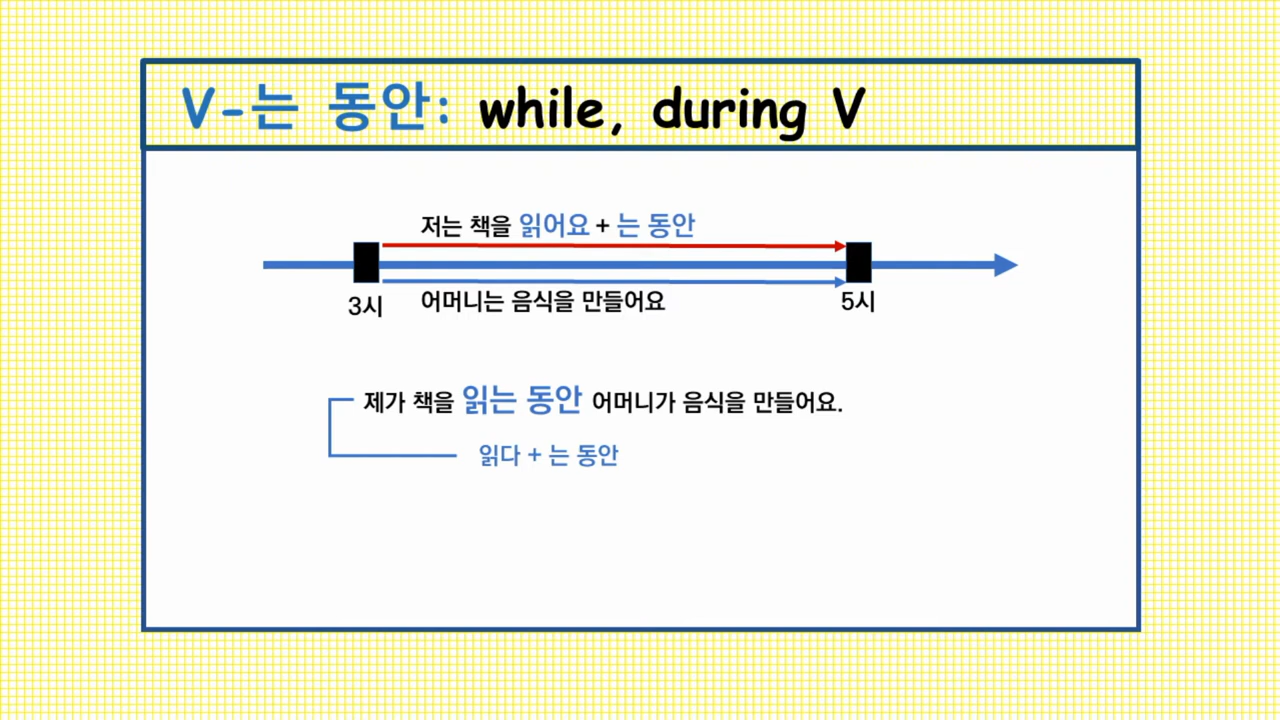 V-는 동안: while, during V
저는 책을 읽어요 + 는 동안
3시
어머니는 음식을 만들어요
5시
제가 책을 읽는 동안 어머니가 음식을 만들어요.
읽다 + 는 동안